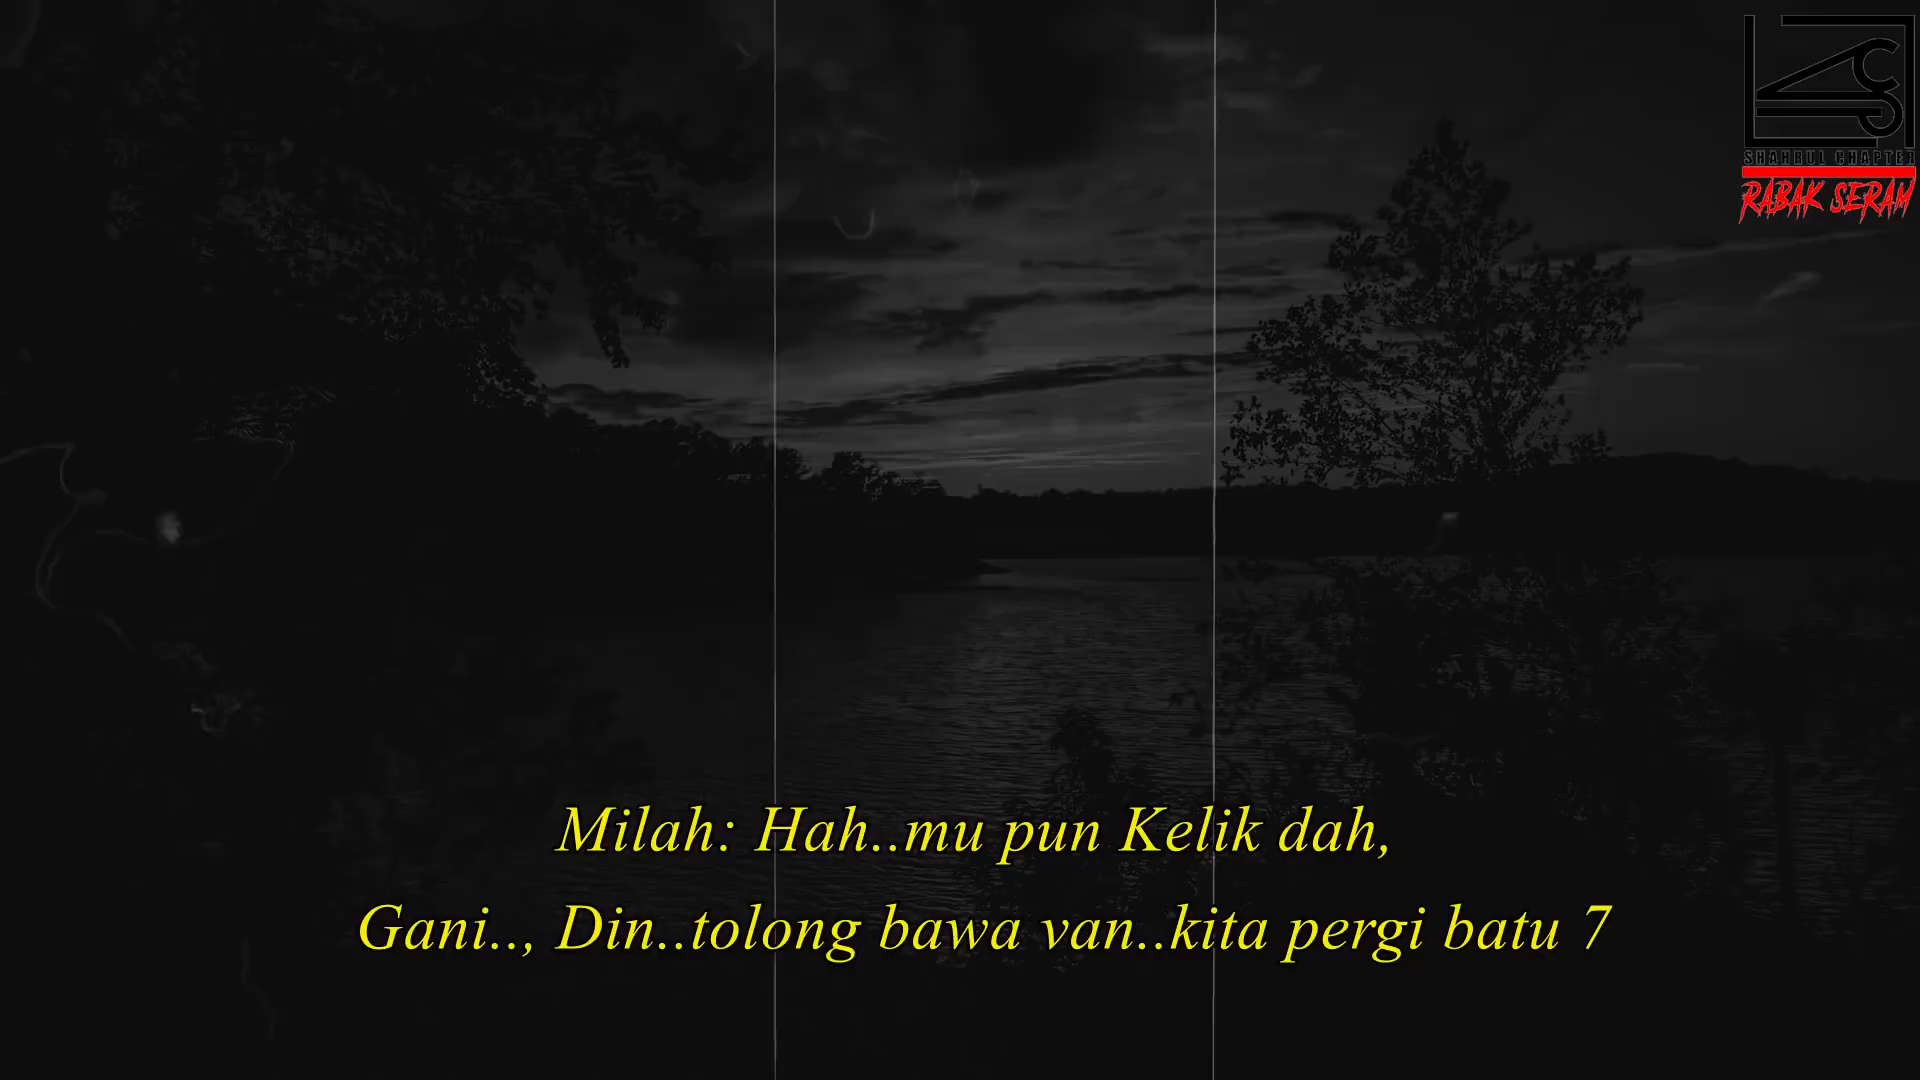 SHAHRUL CHAPTER
RABAK SERAM
Milah: Hah..mu pun Kelik dah,
Gani.., Din..tolong bawa van..kita pergi batu 7